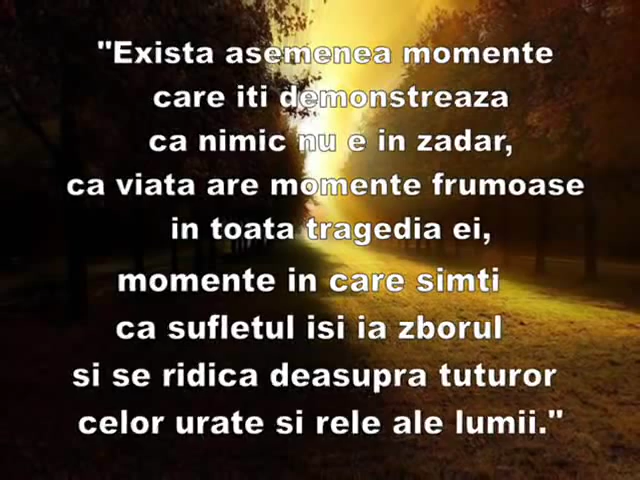 "Exista asemenea momente
care iti demonstreaza
ca nimic nu e in zadar,
ca viata are momente frumoase
in toata tragedia ei,
momente in care simti
ca sufletul isi ia zborul
si se ridica deasupra tuturor
celor urate si rele ale lumii."